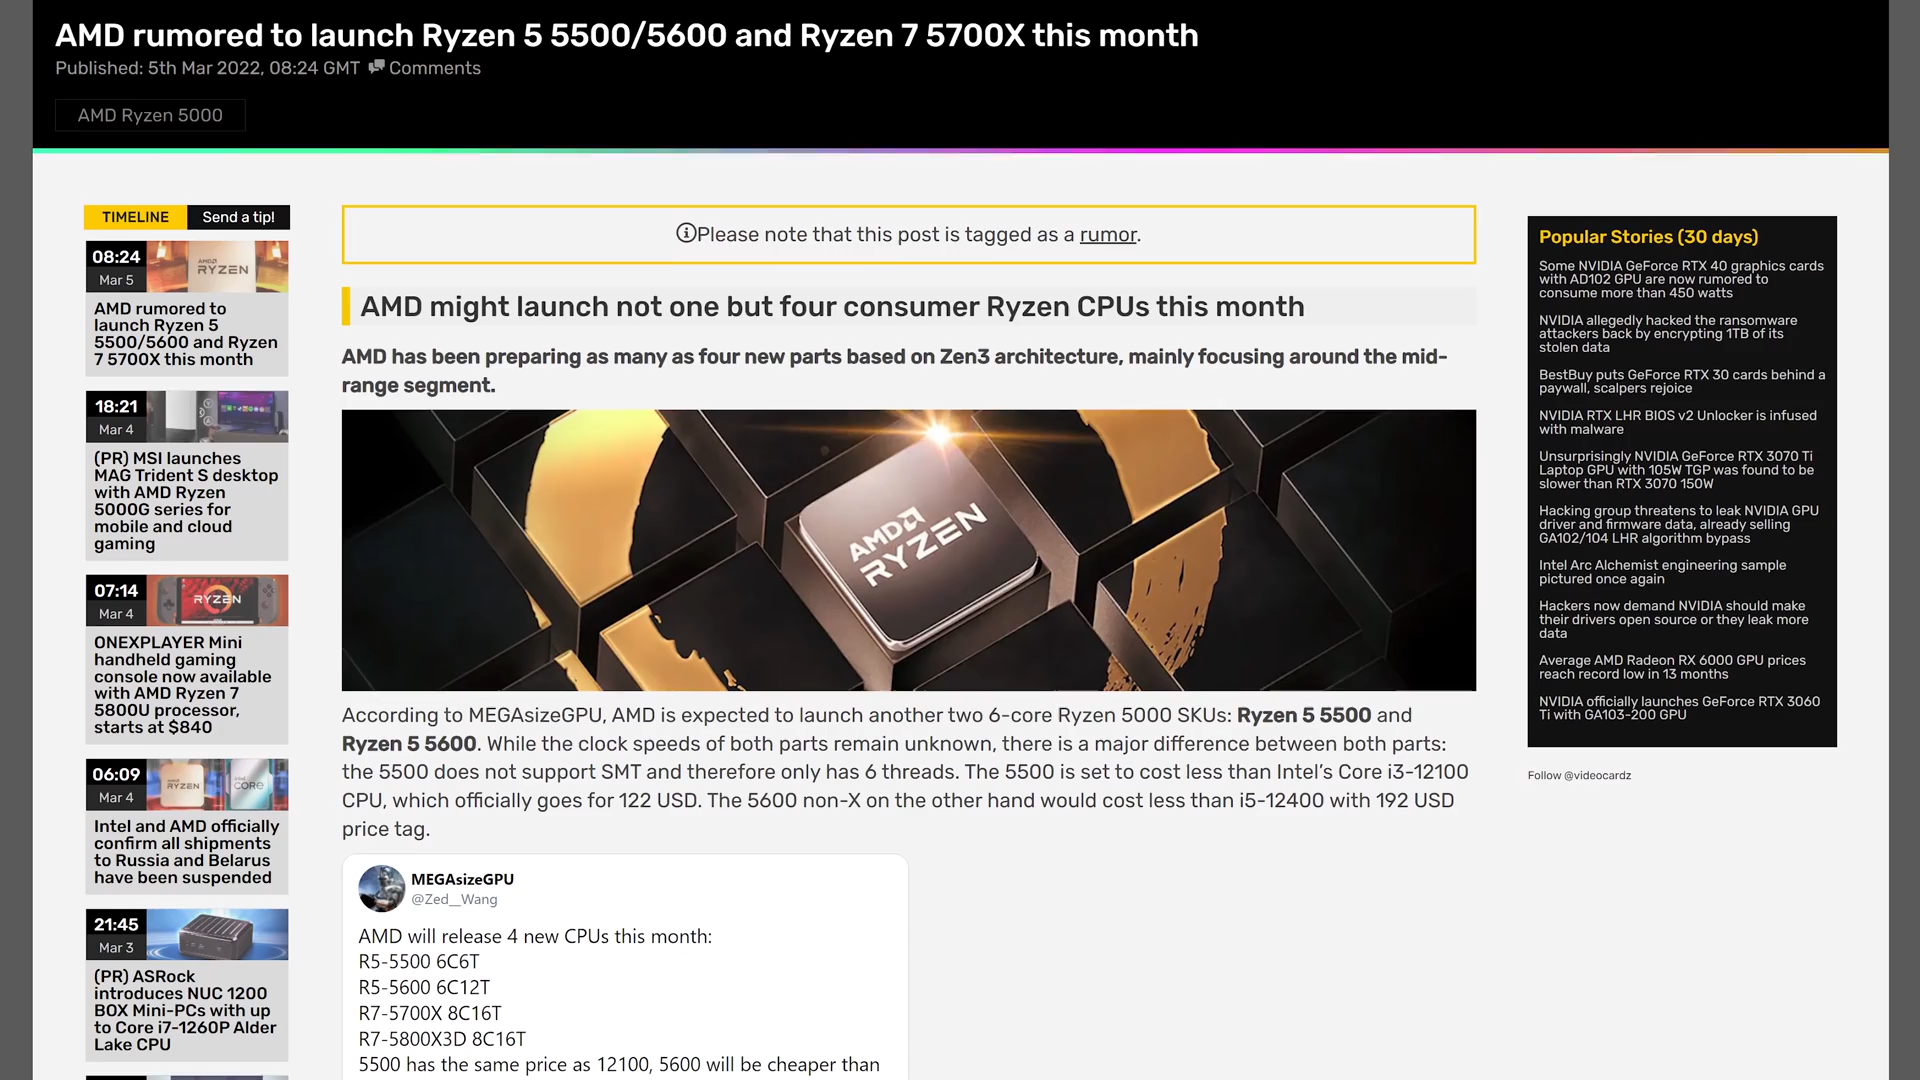 AMD rumored to launch Ryzen 5 5500/5600 and Ryzen 7 5700X this month
Published: 5th Mar 2022, 08:24 GMT Comments
AMD Ryzen 5000
TIMELINE Send a tip!
08:24
Mar 5
AMD RYZEN
AMD rumored to
launch Ryzen 5
5500/5600 and Ryzen
7 5700X this month
18:21
Mar 4
(PR) MSI launches
MAG Trident S desktop
with AMD Ryzen
5000G series for
mobile and cloud
gaming
07:14
Mar 4
RYZEN
ONEXPLAYER Mini
handheld gaming
console now available
with AMD Ryzen 7
5800U processor,
starts at $840
06:09
Mar 4
RYZEN
CORE
Intel and AMD officially
confirm all shipments
to Russia and Belarus
have been suspended
21:45
Mar 3
(PR) ASRock
introduces NUC 1200
BOX Mini-PCs with up
to Core i7-1260P Alder
Lake CPU
Please note that this post is tagged as a rumor.
AMD might launch not one but four consumer Ryzen CPUs this month
AMD has been preparing as many as four new parts based on Zen3 architecture, mainly focusing around the mid-
range segment.
AMD
RYZEN
According to MEGAsizeGPU, AMD is expected to launch another two 6-core Ryzen 5000 SKUs: Ryzen 5 5500 and
Ryzen 5 5600. While the clock speeds of both parts remain unknown, there is a major difference between both parts:
the 5500 does not support SMT and therefore only has 6 threads. The 5500 is set to cost less than Intel's Core i3-12100
CPU, which officially goes for 122 USD. The 5600 non-X on the other hand would cost less than i5-12400 with 192 USD
price tag.
MEGAsizeGPU
@Zed__Wang
AMD will release 4 new CPUs this month:
R5-5500 6C6T
R5-5600 6C12T
R7-5700X 8C16T
R7-5800X3D 8C16T
5500 has the same price as 12100, 5600 will be cheaper than
Popular Stories (30 days)
Some NVIDIA GeForce RTX 40 graphics cards
with AD102 GPU are now rumored to
consume more than 450 watts
NVIDIA allegedly hacked the ransomware
attackers back by encrypting 1TB of its
stolen data
BestBuy puts GeForce RTX 30 cards behind a
paywall, scalpers rejoice
NVIDIA RTX LHR BIOS v2 Unlocker is infused
with malware
Unsurprisingly NVIDIA GeForce RTX 3070 Ti
Laptop GPU with 105W TGP was found to be
slower than RTX 3070 150W
Hacking group threatens to leak NVIDIA GPU
driver and firmware data, already selling
GA102/104 LHR algorithm bypass
Intel Arc Alchemist engineering sample
pictured once again
Hackers now demand NVIDIA should make
their drivers open source or they leak more
data
Average AMD Radeon RX 6000 GPU prices
reach record low in 13 months
NVIDIA officially launches GeForce RTX 3060
Ti with GA103-200 GPU
Follow @videocardz